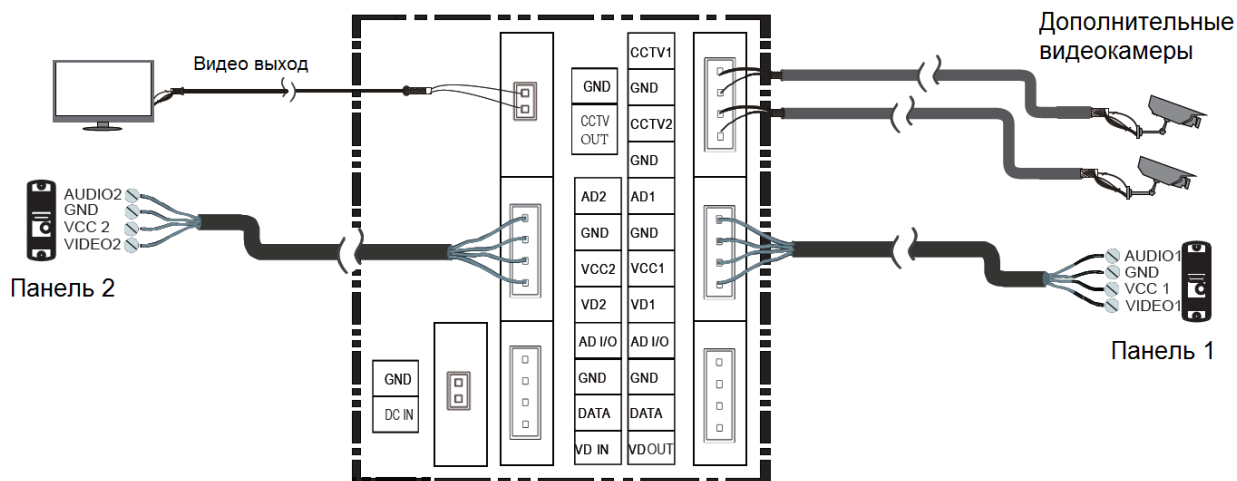 Дополнительные
видеокамеры
Видео выход
CCTV1
GND
GND
CCTV
OUT
CCTV2
GND
AUDIO2
GND
VCC 2
VIDEO2
Панель 2
AD2
AD1
GND
GND
VCC2
VCC1
VD2
VD1
AD I/O
AD I/O
GND
GND
DATA
DATA
VD IN
VDOUT
GND
DC IN
AUDIO1
GND
VCC 1
VIDEO1
Панель 1